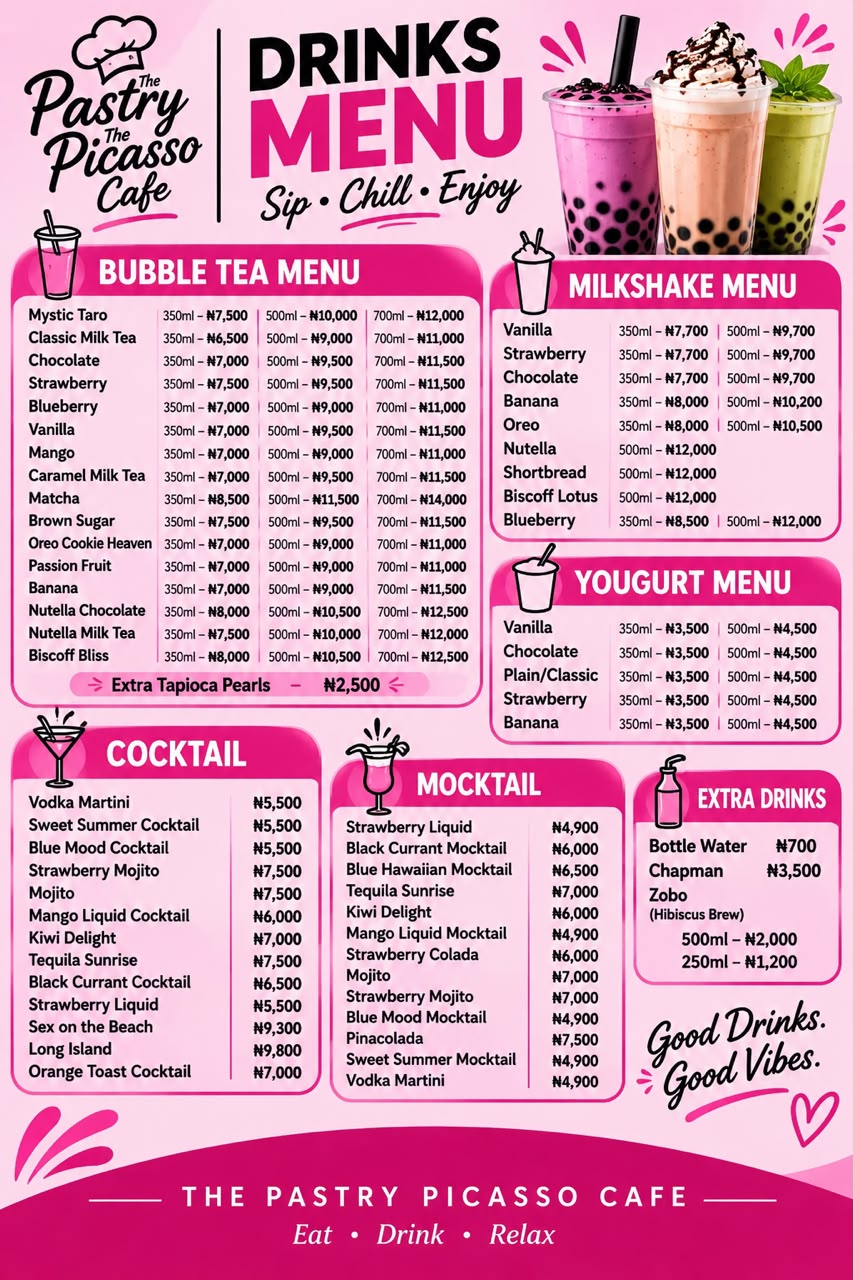 The
Pastry
The
Picasso
Cafe
DRINKS
MENU
Sip • Chill • Enjoy
BUBBLE TEA MENU
Mystic Taro 350ml – ₦7,500 500ml – ₦10,000 700ml – ₦12,000
Classic Milk Tea 350ml – ₦6,500 500ml – ₦9,000 700ml – ₦11,000
Chocolate 350ml – ₦7,000 500ml – ₦9,500 700ml – ₦11,500
Strawberry 350ml – ₦7,500 500ml – ₦9,500 700ml – ₦11,500
Blueberry 350ml – ₦7,000 500ml – ₦9,000 700ml – ₦11,000
Vanilla 350ml – ₦7,000 500ml – ₦9,500 700ml – ₦11,500
Mango 350ml – ₦7,000 500ml – ₦9,000 700ml – ₦11,000
Caramel Milk Tea 350ml – ₦7,000 500ml – ₦9,500 700ml – ₦11,500
Matcha 350ml – ₦8,500 500ml – ₦11,500 700ml – ₦14,000
Brown Sugar 350ml – ₦7,500 500ml – ₦9,500 700ml – ₦11,500
Oreo Cookie Heaven 350ml – ₦7,000 500ml – ₦9,000 700ml – ₦11,000
Passion Fruit 350ml – ₦7,000 500ml – ₦9,000 700ml – ₦11,000
Banana 350ml – ₦7,000 500ml – ₦9,000 700ml – ₦11,500
Nutella Chocolate 350ml – ₦8,000 500ml – ₦10,500 700ml – ₦12,500
Nutella Milk Tea 350ml – ₦7,500 500ml – ₦10,000 700ml – ₦12,000
Biscoff Bliss 350ml – ₦8,000 500ml – ₦10,500 700ml – ₦12,500
Extra Tapioca Pearls – ₦2,500
MILKSHAKE MENU
Vanilla 350ml – ₦7,700 500ml – ₦9,700
Strawberry 350ml – ₦7,700 500ml – ₦9,700
Chocolate 350ml – ₦7,700 500ml – ₦9,700
Banana 350ml – ₦8,000 500ml – ₦10,200
Oreo 350ml – ₦8,000 500ml – ₦10,500
Nutella 500ml – ₦12,000
Shortbread 500ml – ₦12,000
Biscoff Lotus 500ml – ₦12,000
Blueberry 350ml – ₦8,500 500ml – ₦12,000
YOUGURT MENU
Vanilla 350ml – ₦3,500 500ml – ₦4,500
Chocolate 350ml – ₦3,500 500ml – ₦4,500
Plain/Classic 350ml – ₦3,500 500ml – ₦4,500
Strawberry 350ml – ₦3,500 500ml – ₦4,500
Banana 350ml – ₦3,500 500ml – ₦4,500
COCKTAIL
Vodka Martini ₦5,500
Sweet Summer Cocktail ₦5,500
Blue Mood Cocktail ₦5,500
Strawberry Mojito ₦7,500
Mojito ₦7,500
Mango Liquid Cocktail ₦6,000
Kiwi Delight ₦7,000
Tequila Sunrise ₦7,500
Black Currant Cocktail ₦6,500
Strawberry Liquid ₦5,500
Sex on the Beach ₦9,300
Long Island ₦9,800
Orange Toast Cocktail ₦7,000
MOCKTAIL
Strawberry Liquid ₦4,900
Black Currant Mocktail ₦6,000
Blue Hawaiian Mocktail ₦6,500
Tequila Sunrise ₦7,000
Kiwi Delight ₦6,000
Mango Liquid Mocktail ₦4,900
Strawberry Colada ₦6,000
Mojito ₦7,000
Strawberry Mojito ₦7,000
Blue Mood Mocktail ₦4,900
Pinacolada ₦7,500
Sweet Summer Mocktail ₦4,900
Vodka Martini ₦4,900
EXTRA DRINKS
Bottle Water ₦700
Chapman ₦3,500
Zobo
(Hibiscus Brew)
500ml – ₦2,000
250ml – ₦1,200
Good Drinks.
Good Vibes.
THE PASTRY PICASSO CAFE
Eat • Drink • Relax